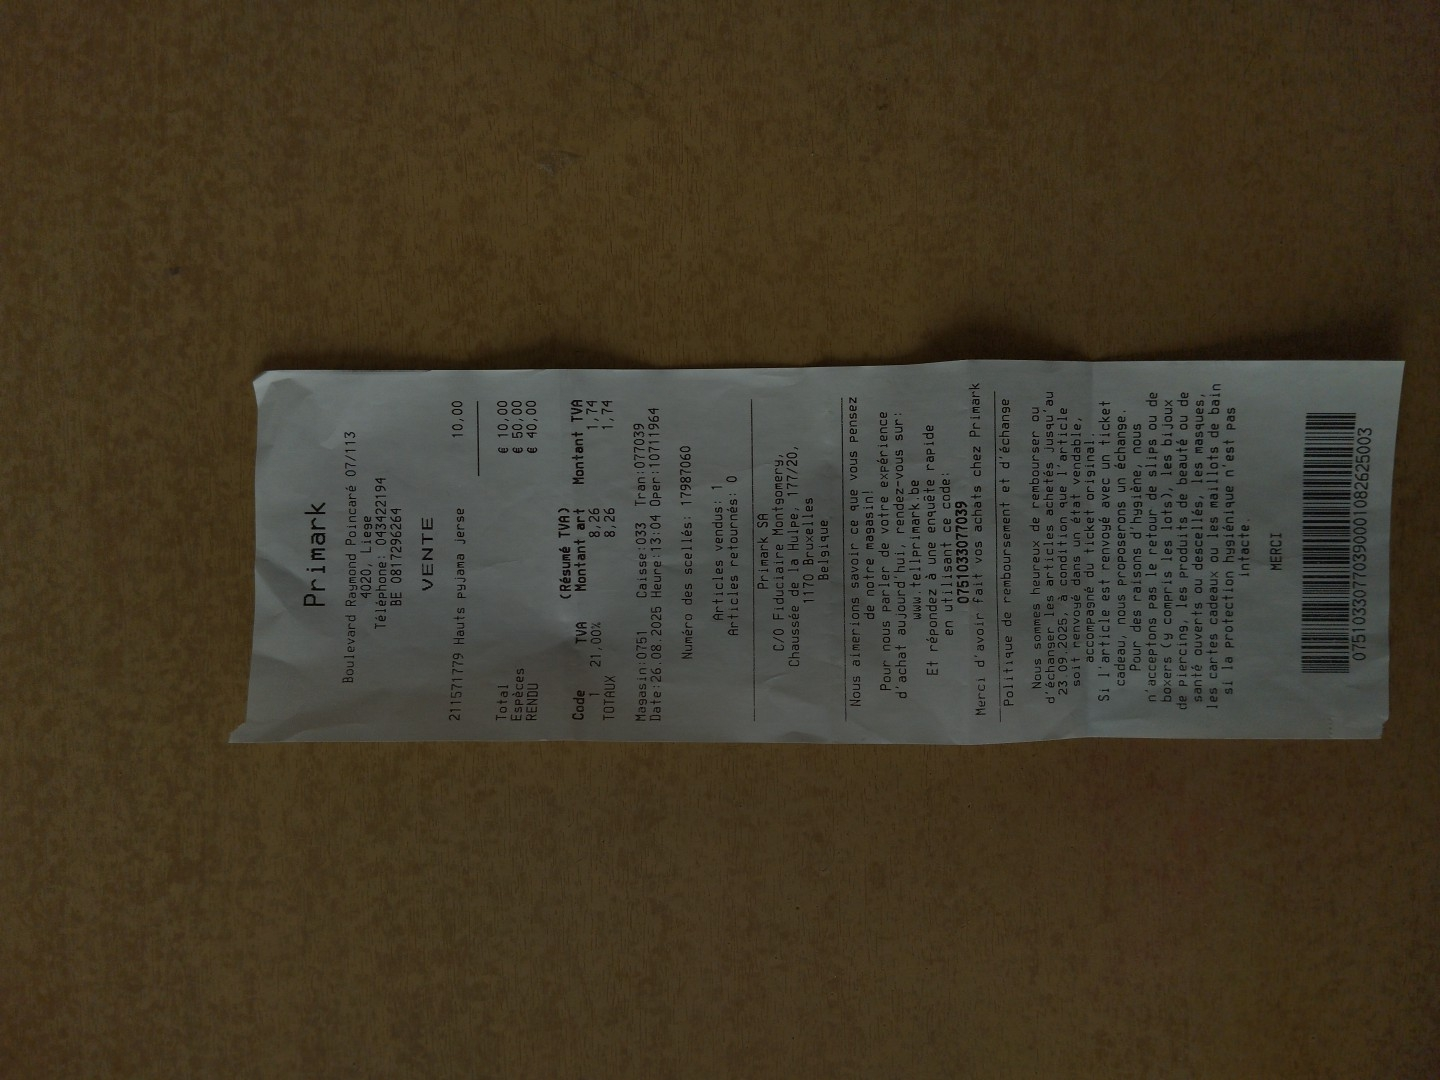 Primark
Boulevard Raymond Poincaré 07/113
4020, Liege
Téléphone: 043422194
BE 0817296264
VENTE
211571779 Hauts pyjama jerse 10,00
Total € 10,00
Espèces € 50,00
RENDU € 40,00
(Résumé TVA)
Code TVA Montant art Montant TVA
1 21,00% 8,26 1,74
TOTAUX 8,26 1,74
Magasin:0751 Caisse:033 Tran:077039
Date:26.08.2025 Heure:13:04 Oper:10711964
Numéro des scellés: 17987060
Articles vendus: 1
Articles retournés: 0
Primark SA
C/O Fiduciaire Montgomery,
Chaussée de la Hulpe, 177/20,
1170 Bruxelles
Belgique
Nous aimerions savoir ce que vous pensez
de notre magasin!
Pour nous parler de votre expérience
d'achat aujourd'hui, rendez-vous sur:
www.tellprimark.be
Et répondez à une enquête rapide
en utilisant ce code:
0751033077039
Merci d'avoir fait vos achats chez Primark
Politique de remboursement et d'échange
Nous sommes heureux de rembourser ou
d'échanger les articles achetés jusqu'au
23.09.2025, à condition que l'article
soit renvoyé dans un état vendable,
accompagné du ticket original.
Si l'article est renvoyé avec un ticket
cadeau, nous proposerons un échange.
Pour des raisons d'hygiène, nous
n'acceptons pas le retour de slips ou de
boxers (y compris les lots), les bijoux
de piercing, les produits de beauté ou de
santé ouverts ou descellés, les masques,
les cartes cadeaux ou les maillots de bain
si la protection hygiénique n'est pas
intacte.
MERCI
075103307703900001082625003